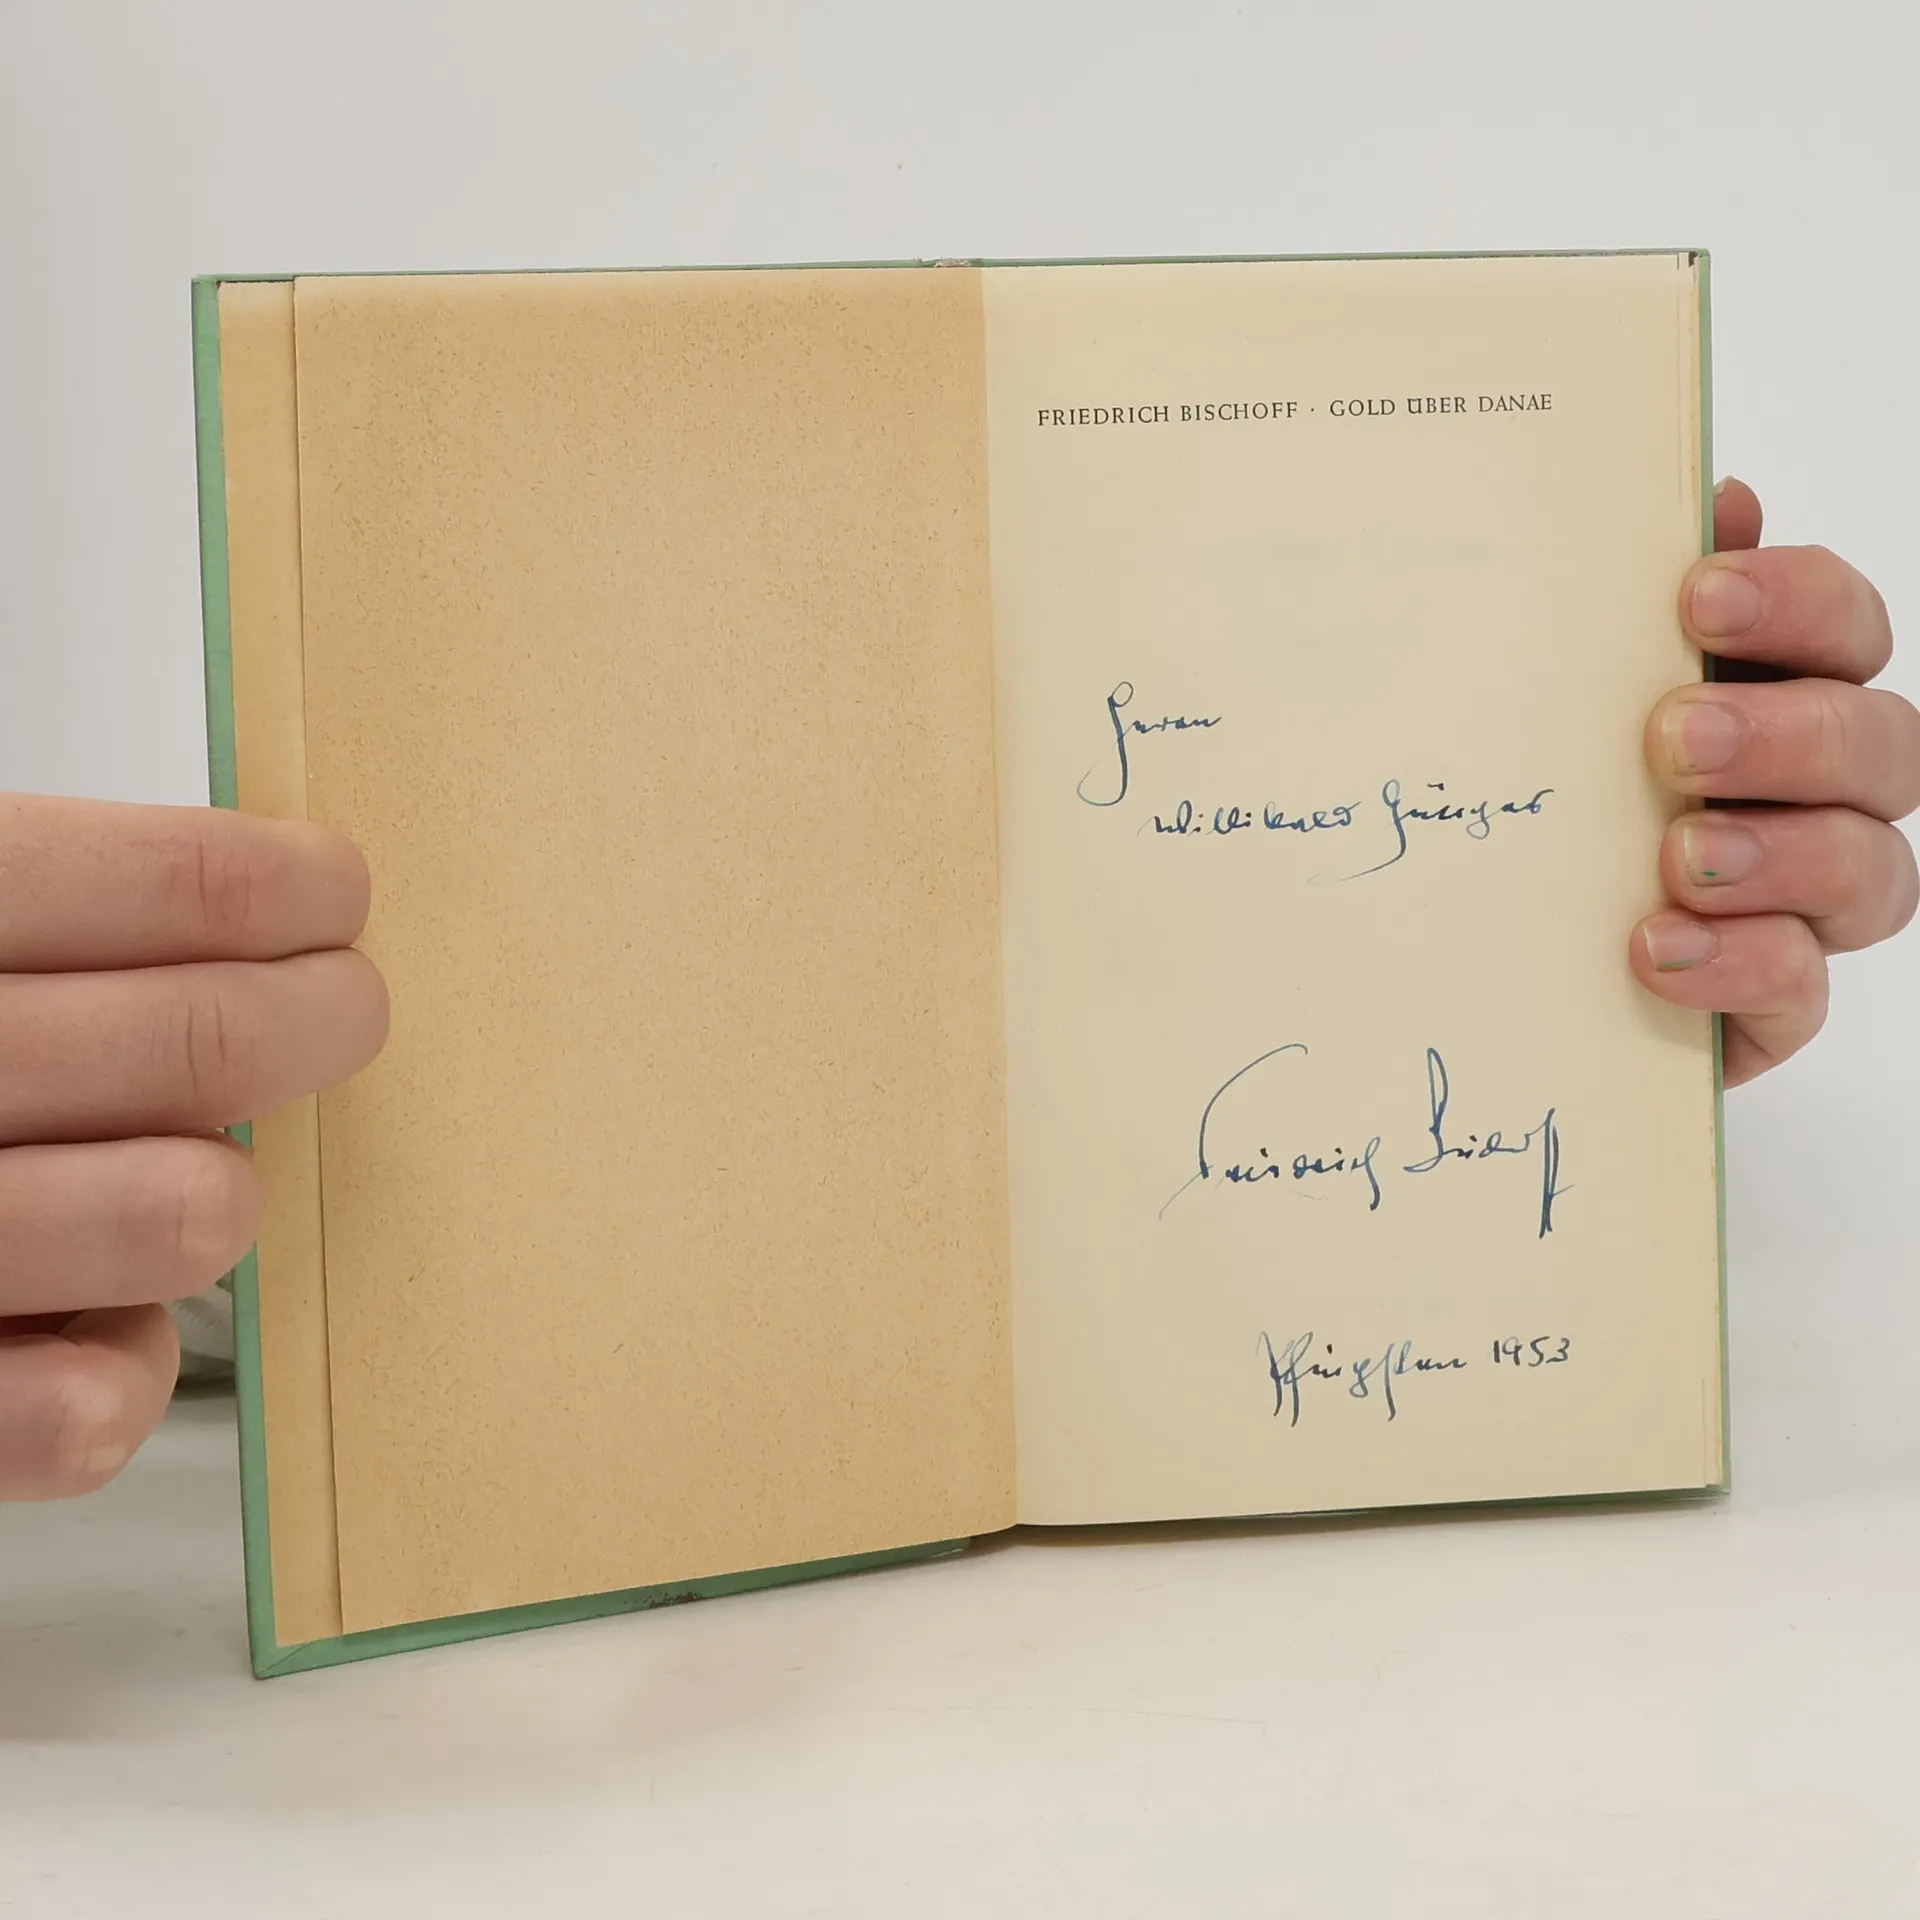 FRIEDRICH BISCHOFF · GOLD ÜBER DANAE
Herrn
Willibald
Friedrich Bischoff
Pfingsten 1953